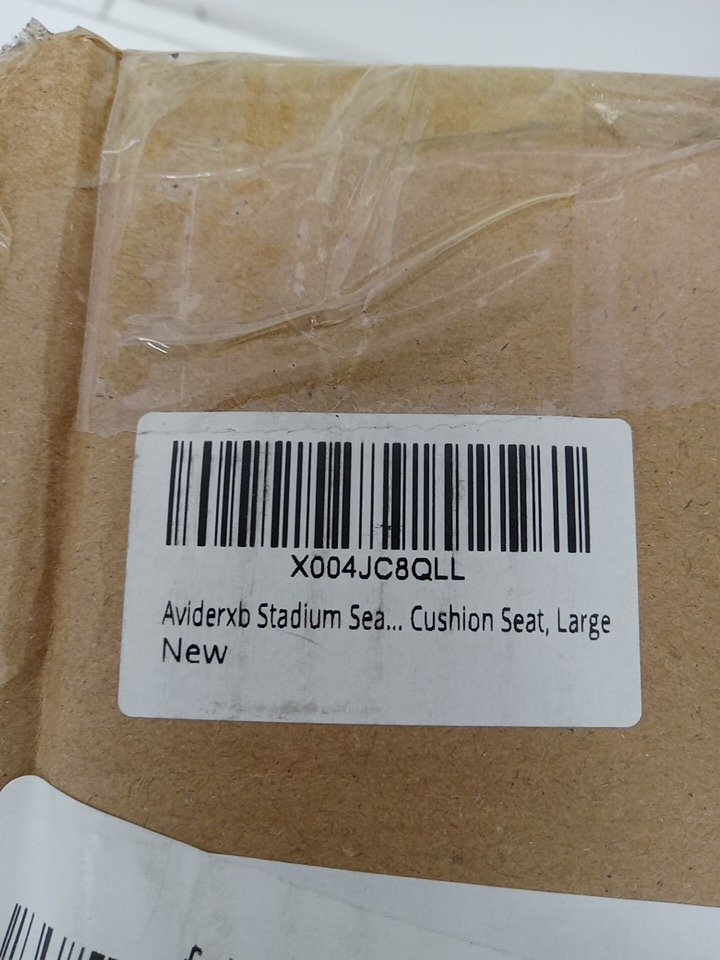 X004JC8QLL
Aviderxb Stadium Sea... Cushion Seat, Large
New